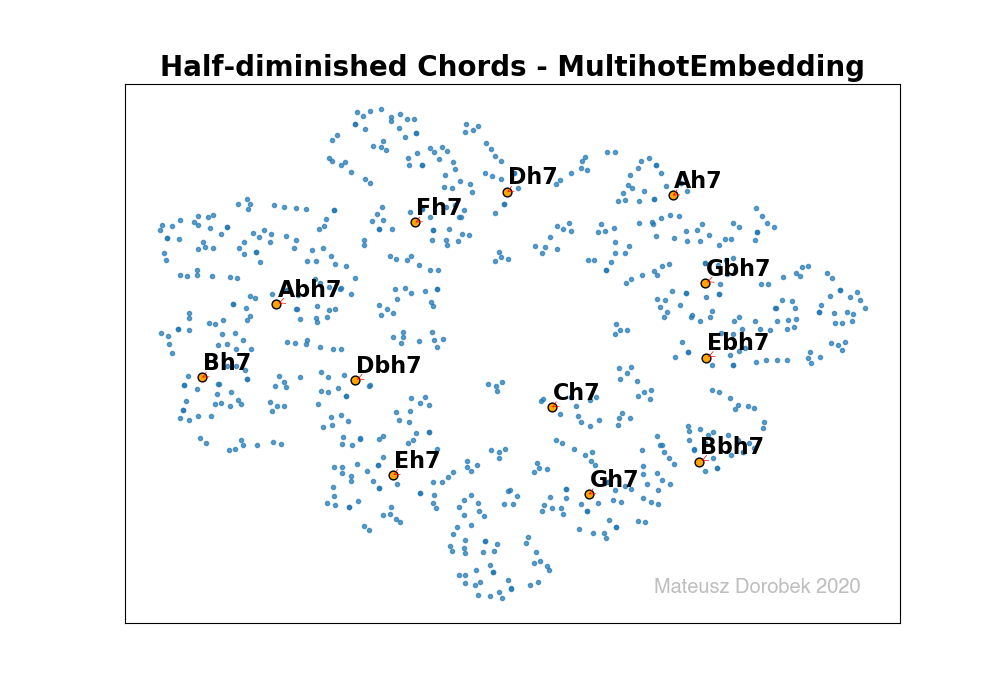 Half-diminished Chords - MultihotEmbedding
Dh7
Ah7
Fh7
Gbh7
Abh7
Ebh7
Bh7
Dbh7
Ch7
Bbh7
Eh7
Gh7
Mateusz Dorobek 2020